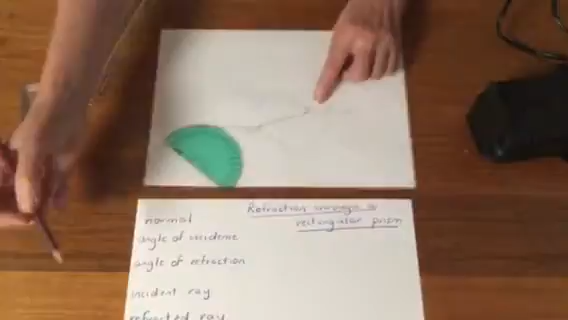 Refraction through a
rectangular prism
normal
angle of incidence
angle of refraction
incident ray
refracted ray